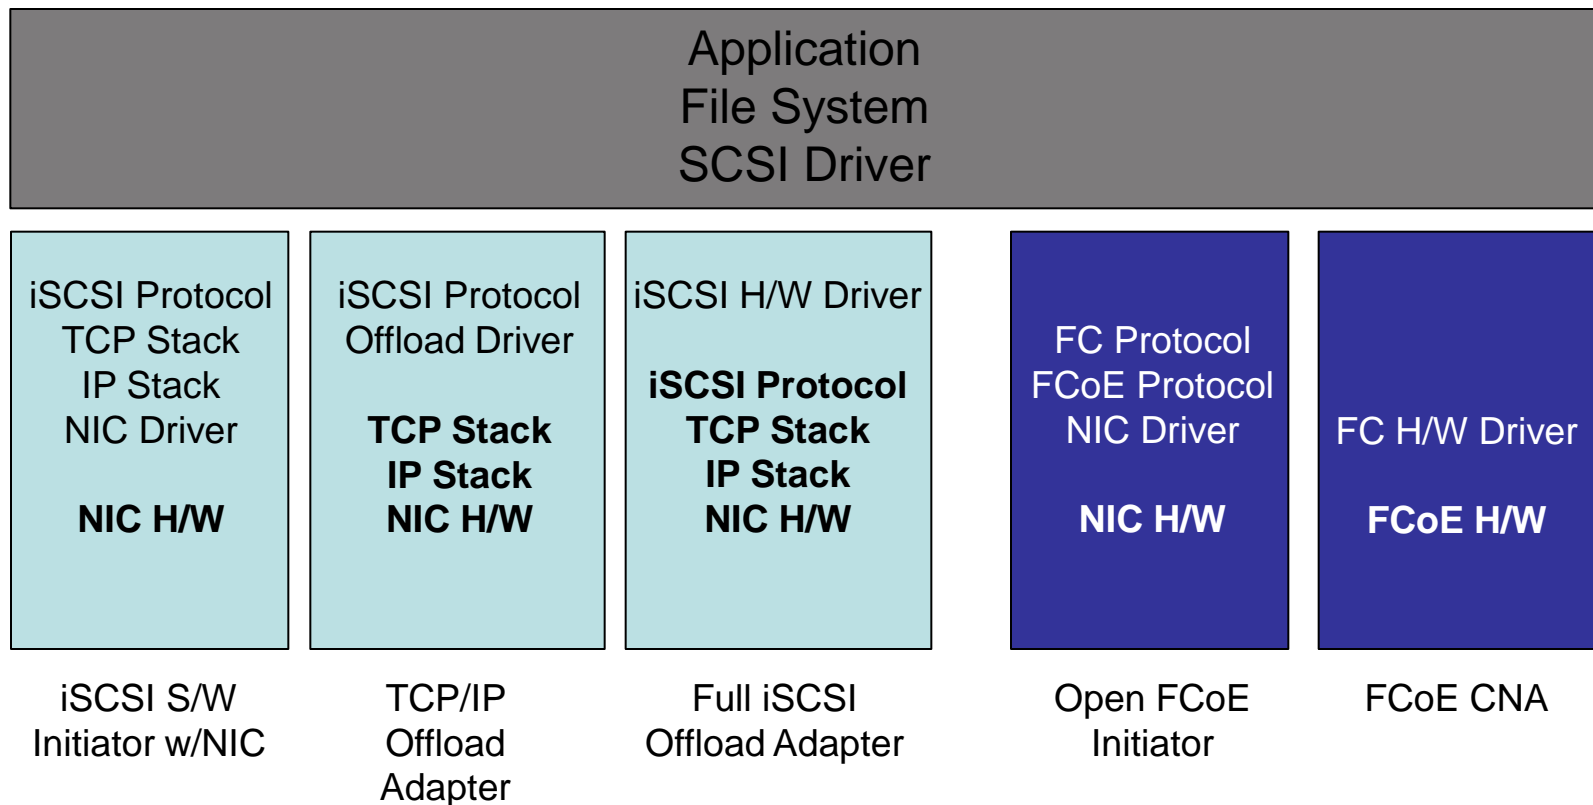 Application
File System
SCSI Driver
iSCSI Protocol
TCP Stack
IP Stack
NIC Driver
NIC H/W
iSCSI Protocol
Offload Driver
TCP Stack
IP Stack
NIC H/W
iSCSI H/W Driver
iSCSI Protocol
TCP Stack
IP Stack
NIC H/W
FC Protocol
FCoE Protocol
NIC Driver
NIC H/W
FC H/W Driver
FCoE H/W
iSCSI S/W
Initiator w/NIC
TCP/IP
Offload
Adapter
Full iSCSI
Offload Adapter
Open FCoE
Initiator
FCoE CNA